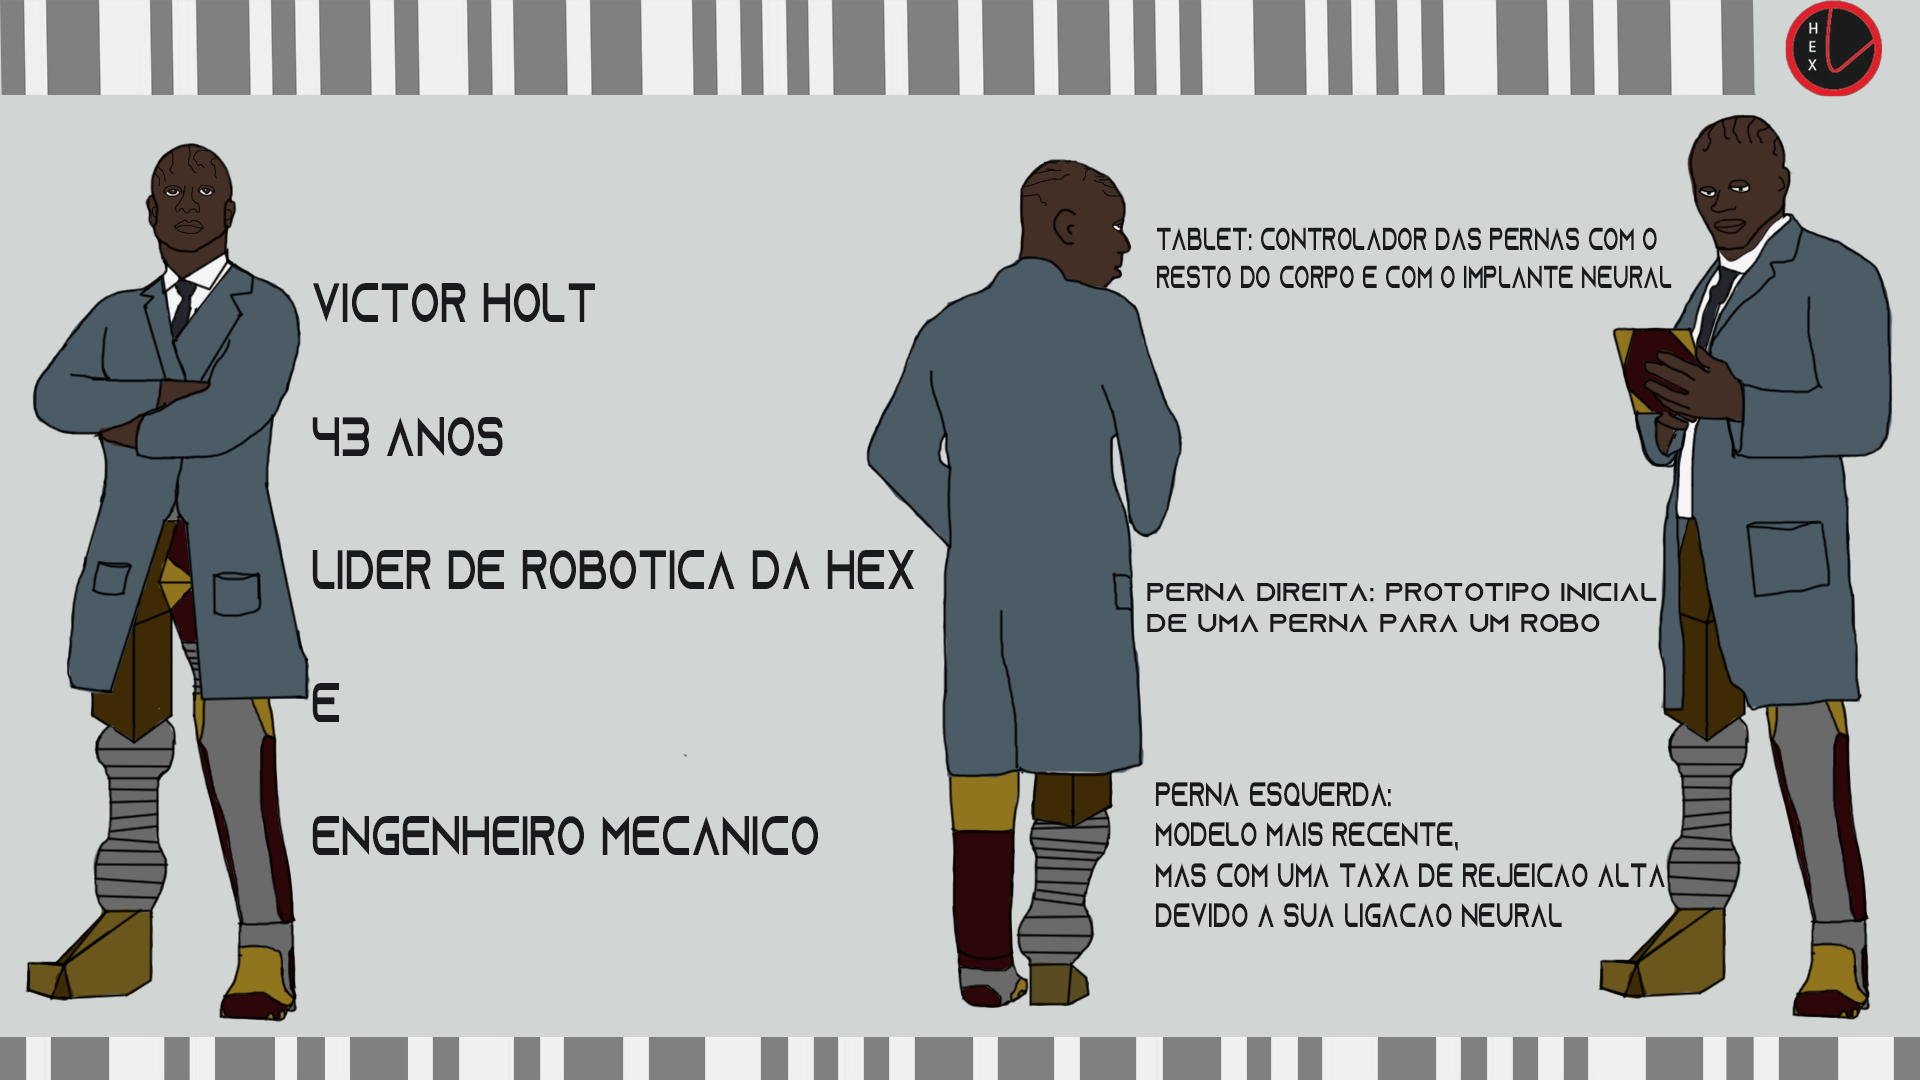 HEX
VICTOR HOLT
43 ANOS
LIDER DE ROBOTICA DA HEX
E
ENGENHEIRO MECANICO
TABLET: CONTROLADOR DAS PERNAS COM O
RESTO DO CORPO E COM O IMPLANTE NEURAL
PERNA DIREITA: PROTOTIPO INICIAL
DE UMA PERNA PARA UM ROBO
PERNA ESQUERDA:
MODELO MAIS RECENTE,
MAS COM UMA TAXA DE REJEICAO ALTA
DEVIDO A SUA LIGACAO NEURAL